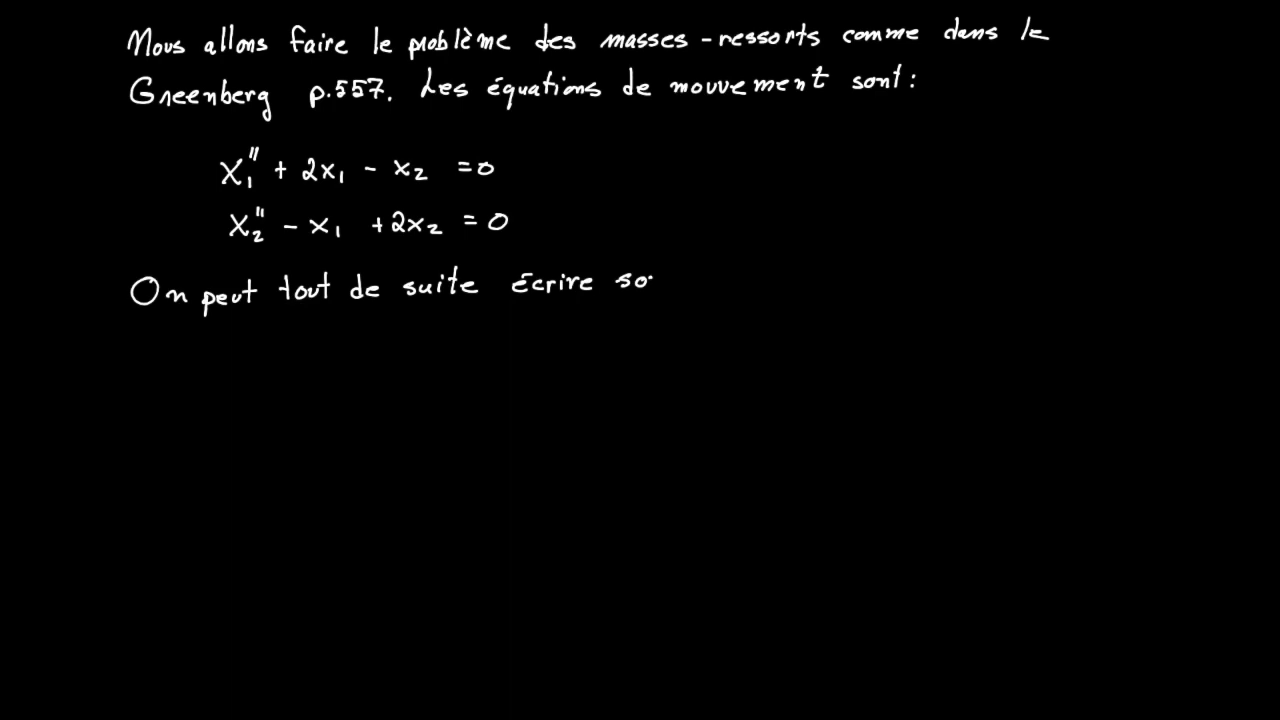 Nous allons faire le problème des masses-ressorts comme dans le
Greenberg p.557. Les équations de mouvement sont:
x₁'' + 2x₁ - x₂ = 0
x₂'' - x₁ + 2x₂ = 0
On peut tout de suite écrire so